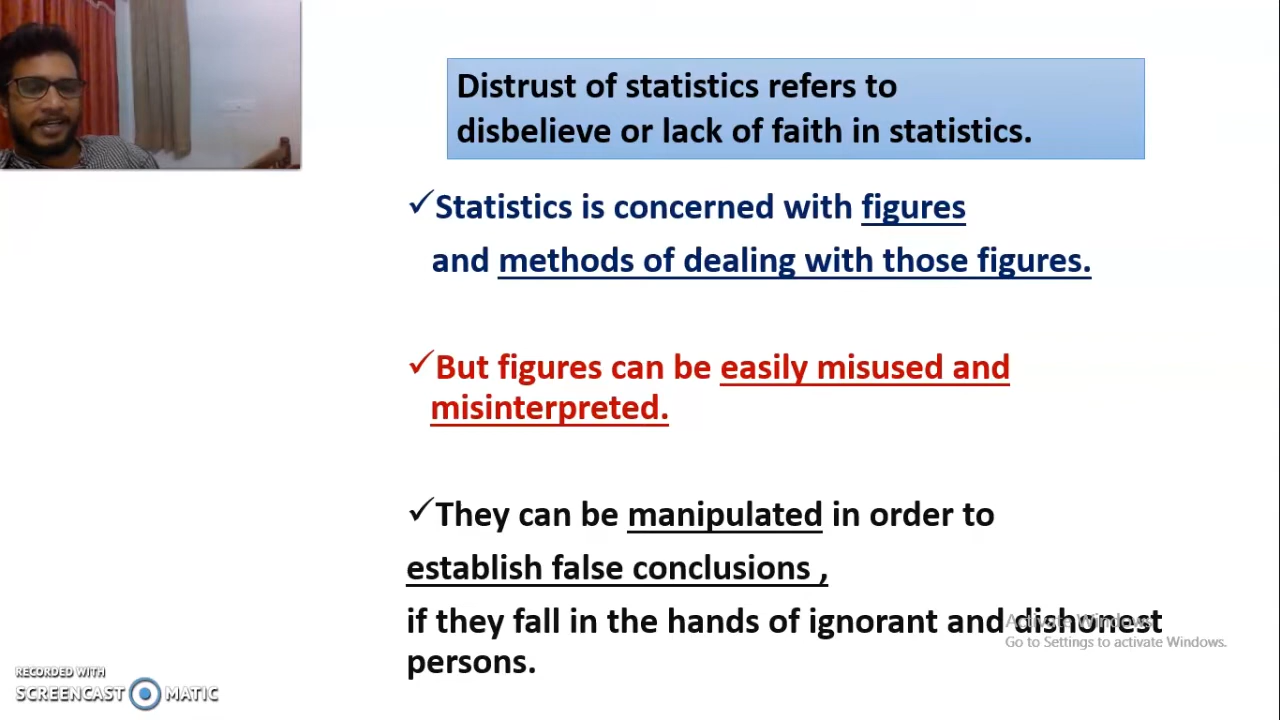 Distrust of statistics refers to
disbelieve or lack of faith in statistics.
✓Statistics is concerned with figures
and methods of dealing with those figures.
✓But figures can be easily misused and
misinterpreted.
✓They can be manipulated in order to
establish false conclusions ,
if they fall in the hands of ignorant and dishonest
persons.
Activate Windows
Go to Settings to activate Windows.
RECORDED WITH
SCREENCAST MATIC